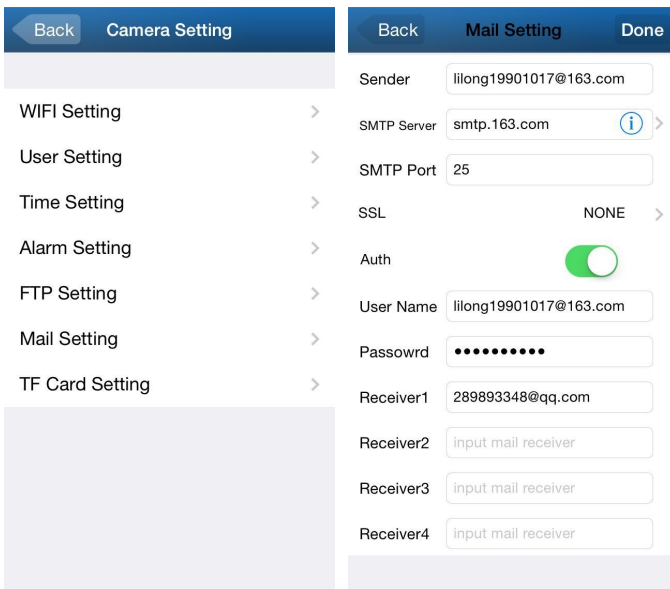 Back Camera Setting
WIFI Setting
User Setting
Time Setting
Alarm Setting
FTP Setting
Mail Setting
TF Card Setting
Back Mail Setting Done
Sender lilong19901017@163.com
SMTP Server smtp.163.com
SMTP Port 25
SSL NONE
Auth
User Name lilong19901017@163.com
Passowrd ●●●●●●●●●●
Receiver1 289893348@qq.com
Receiver2 input mail receiver
Receiver3 input mail receiver
Receiver4 input mail receiver